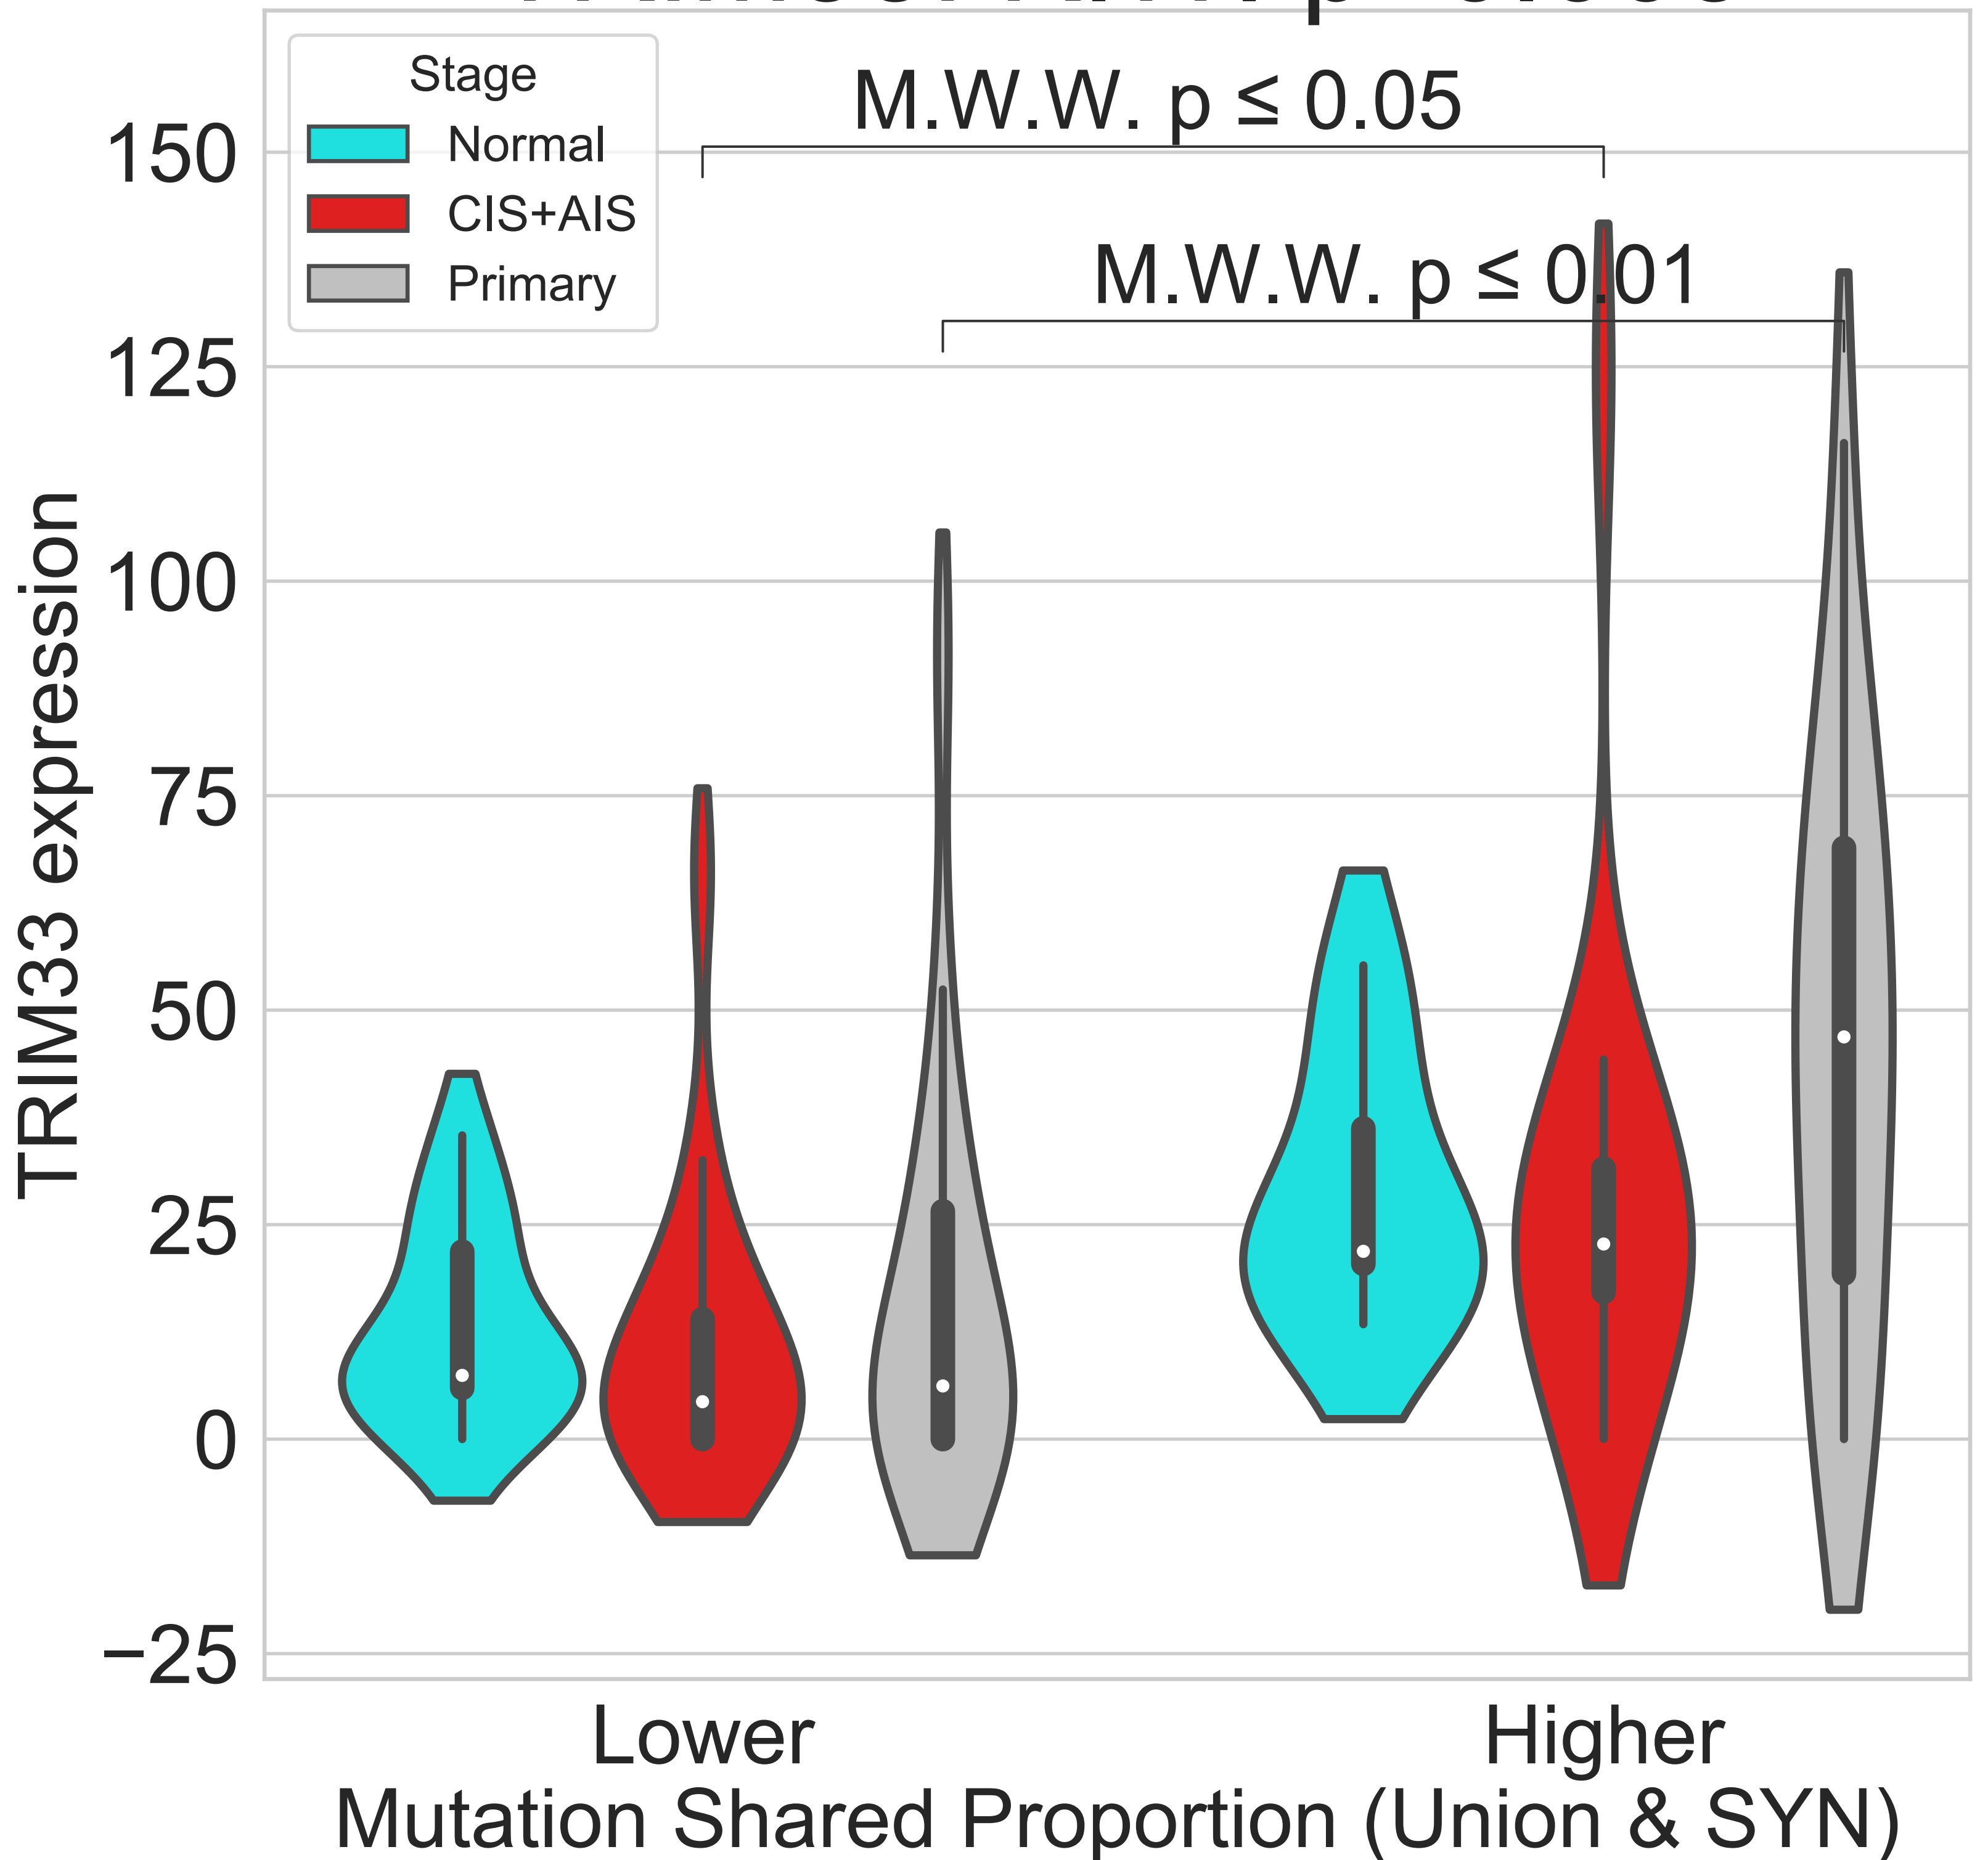 Stage
Normal
CIS+AIS
Primary
M.W.W. p ≤ 0.05
M.W.W. p ≤ 0.01
150
125
100
75
50
25
0
−25
TRIM33 expression
Lower
Higher
Mutation Shared Proportion (Union & SYN)